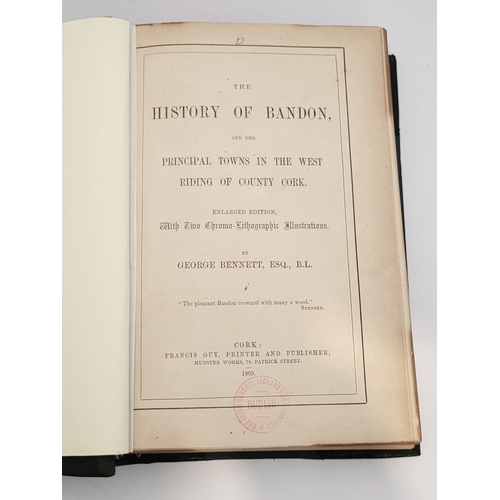 THE
HISTORY OF BANDON,
AND THE
PRINCIPAL TOWNS IN THE WEST
RIDING OF COUNTY CORK.
ENLARGED EDITION,
With Two Chromo-Lithographic Illustrations.
BY
GEORGE BENNETT, ESQ., B.L.
"The pleasant Bandon crowned with many a wood."
SPENSER.
CORK:
FRANCIS GUY, PRINTER AND PUBLISHER,
MUNSTER WORKS, 70, PATRICK STREET.
1869.
DUBLIN